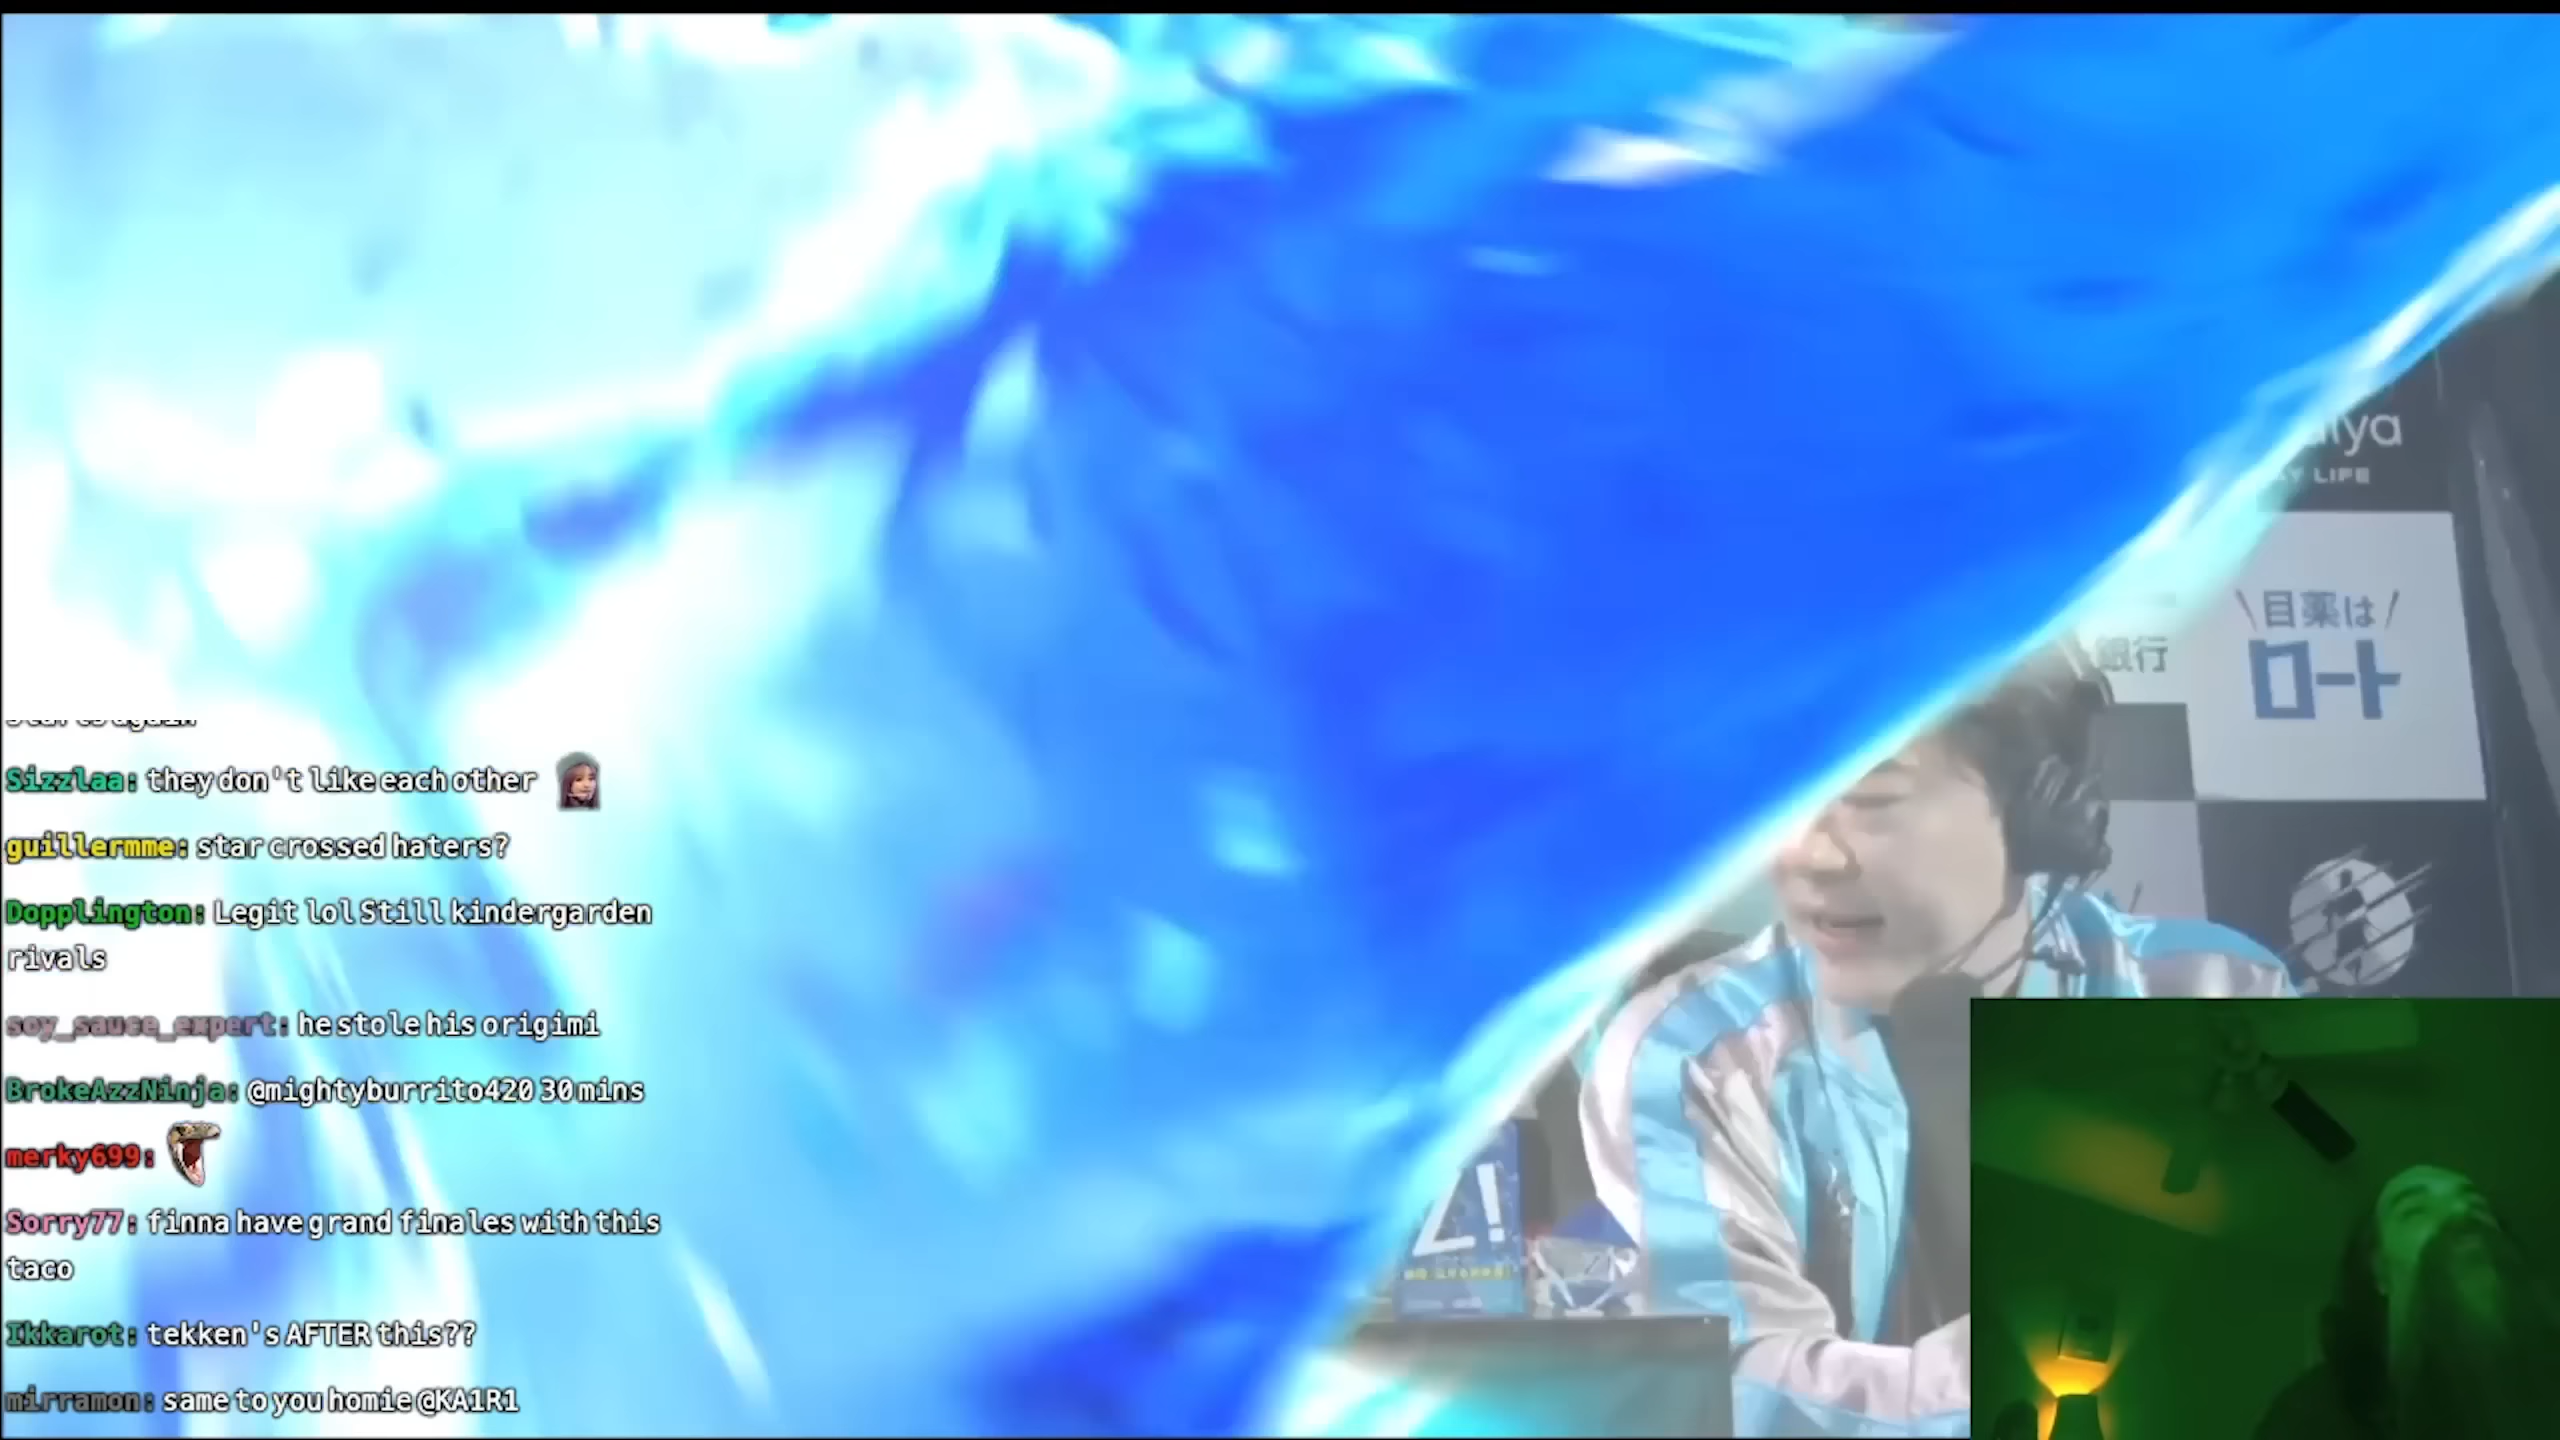 Sizzlaa: they don't like each other
guillermme: star crossed haters?
Dopplington: Legit lol Still kindergarden
rivals
soy_sauce_expert: he stole his origimi
BrokeAzzNinja: @mightyburrito420 30 mins
merky699:
Sorry77: finna have grand finales with this
taco
Ikkarot: tekken's AFTER this??
mirramon: same to you homie @KA1R1
LIFE
銀行
\目薬は/
ロート
Z!